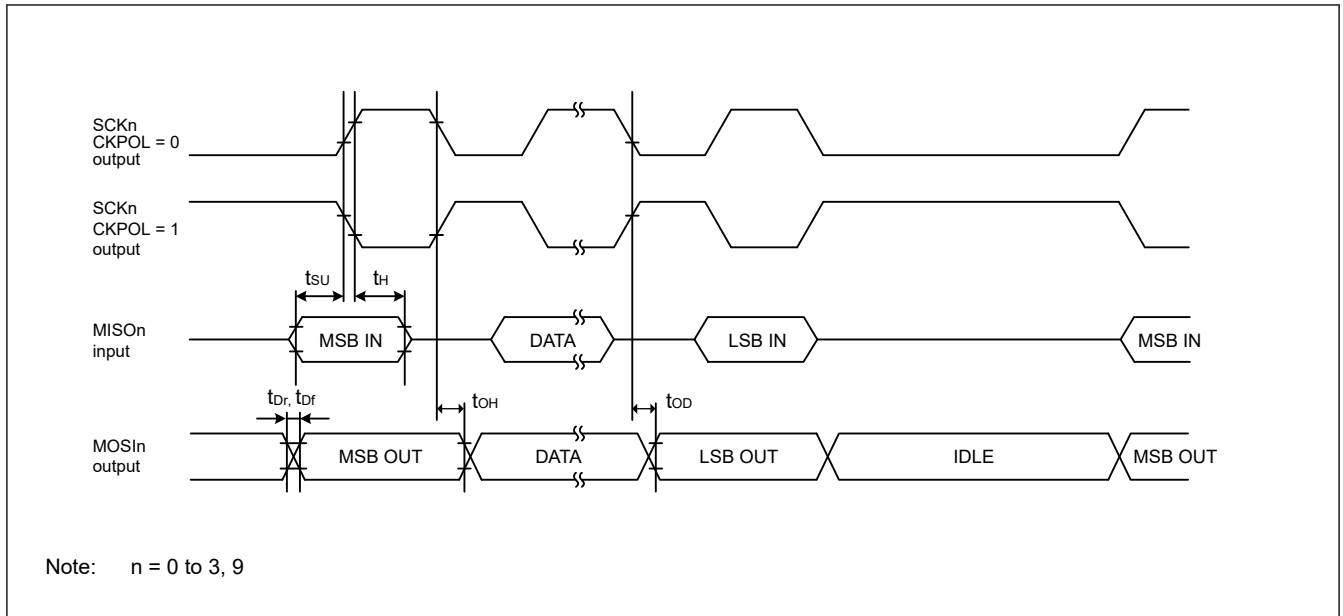 SCKn
CKPOL = 0
output
SCKn
CKPOL = 1
output
tSU
tH
MISOn
input
MSB IN
DATA
LSB IN
MSB IN
tDr, tDf
tOH
tOD
MOSIn
output
MSB OUT
DATA
LSB OUT
IDLE
MSB OUT
Note: n = 0 to 3, 9